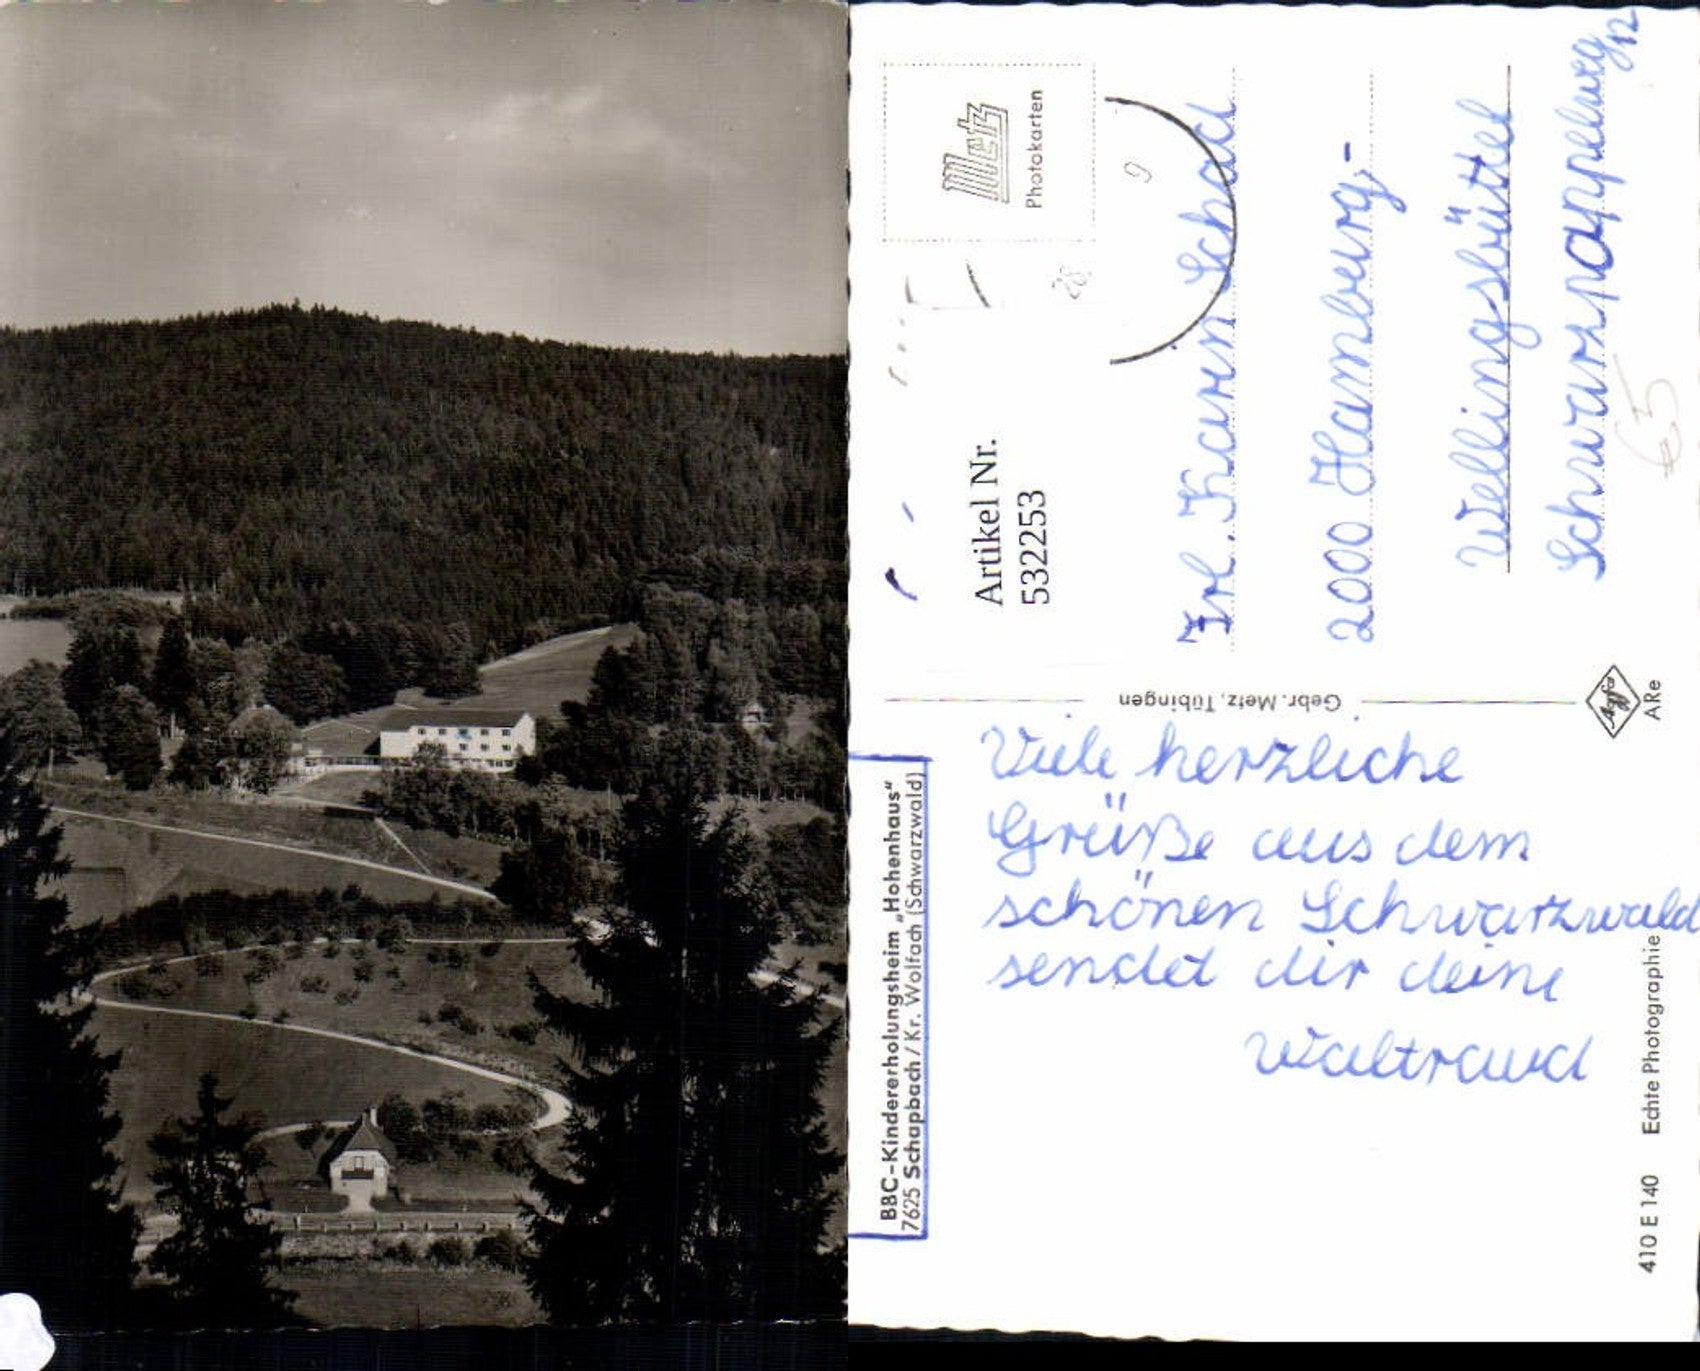 BBC-Kindererholungsheim „Hohenhaus“
7625 Schapbach / Kr. Wolfach (Schwarzwald)
Viele herzliche
Grüße aus dem
schönen Schwarzwald
sendet dir deine
Waltraud
Gebr. Metz, Tübingen
Metz
Photokarten
Artikel Nr.
532253
Frl. Karin Schad
2000 Hamburg-
Wellingsbüttel
12
€5
Agfa
ARe
410 E 140 Echte Photographie